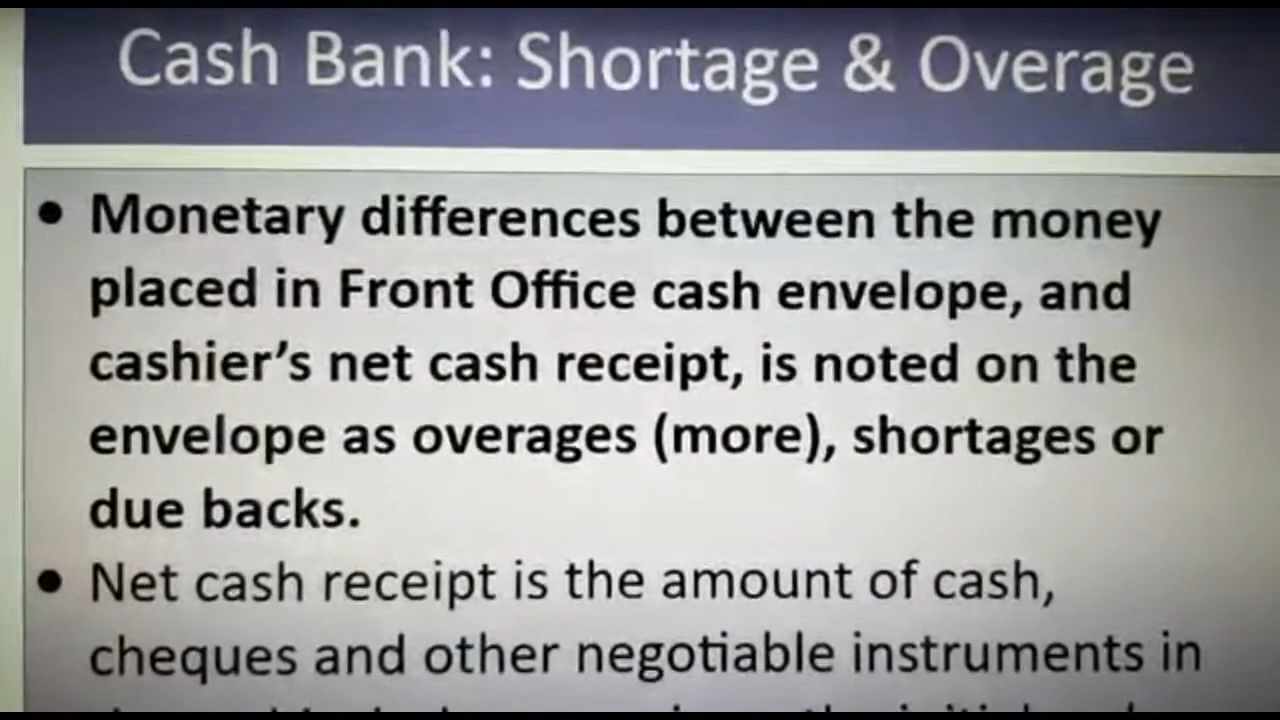 Cash Bank: Shortage & Overage
• Monetary differences between the money
placed in Front Office cash envelope, and
cashier's net cash receipt, is noted on the
envelope as overages (more), shortages or
due backs.
• Net cash receipt is the amount of cash,
cheques and other negotiable instruments in